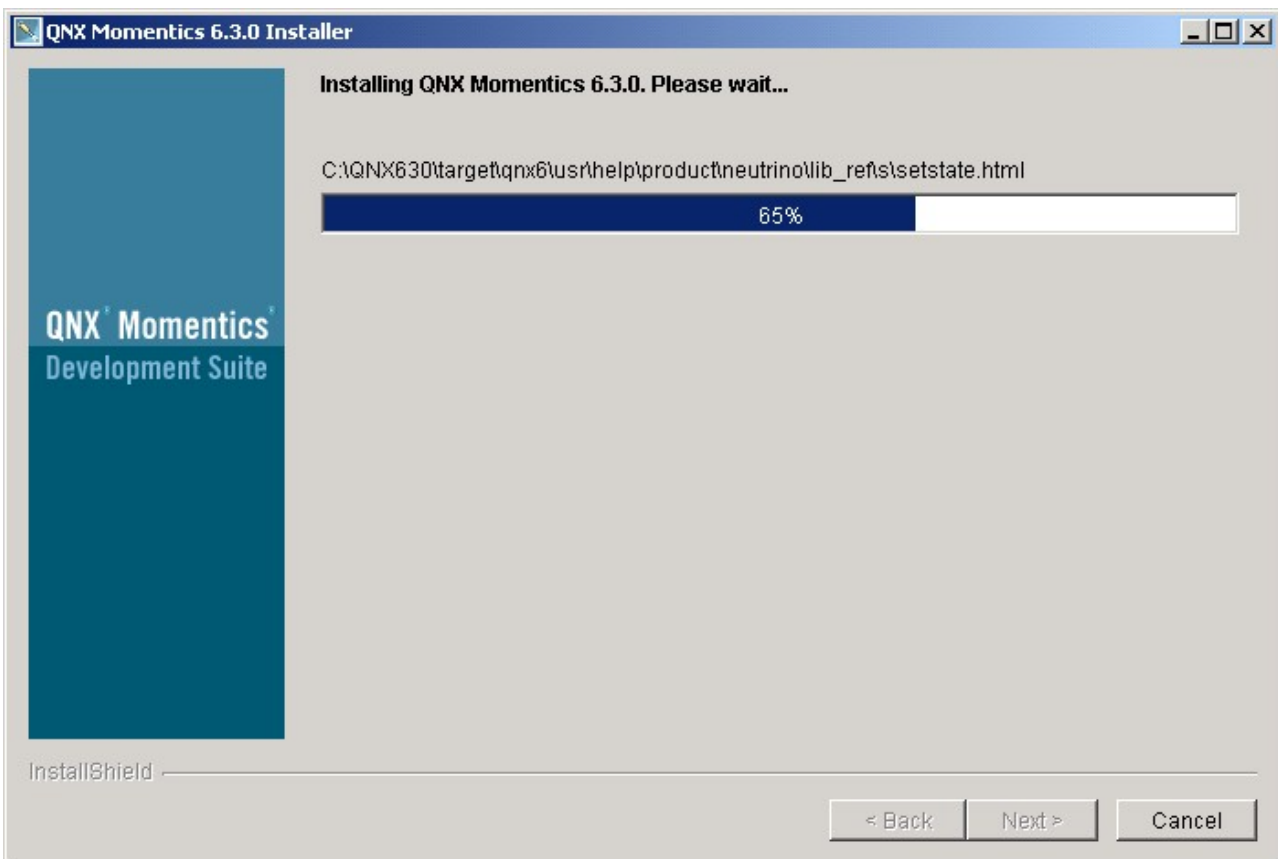 QNX Momentics 6.3.0 Installer
Installing QNX Momentics 6.3.0. Please wait...
C:\QNX630\target\qnx6\usr\help\product\neutrino\lib_ref\s\setstate.html
65%
QNX® Momentics®
Development Suite
InstallShield
< Back
Next >
Cancel